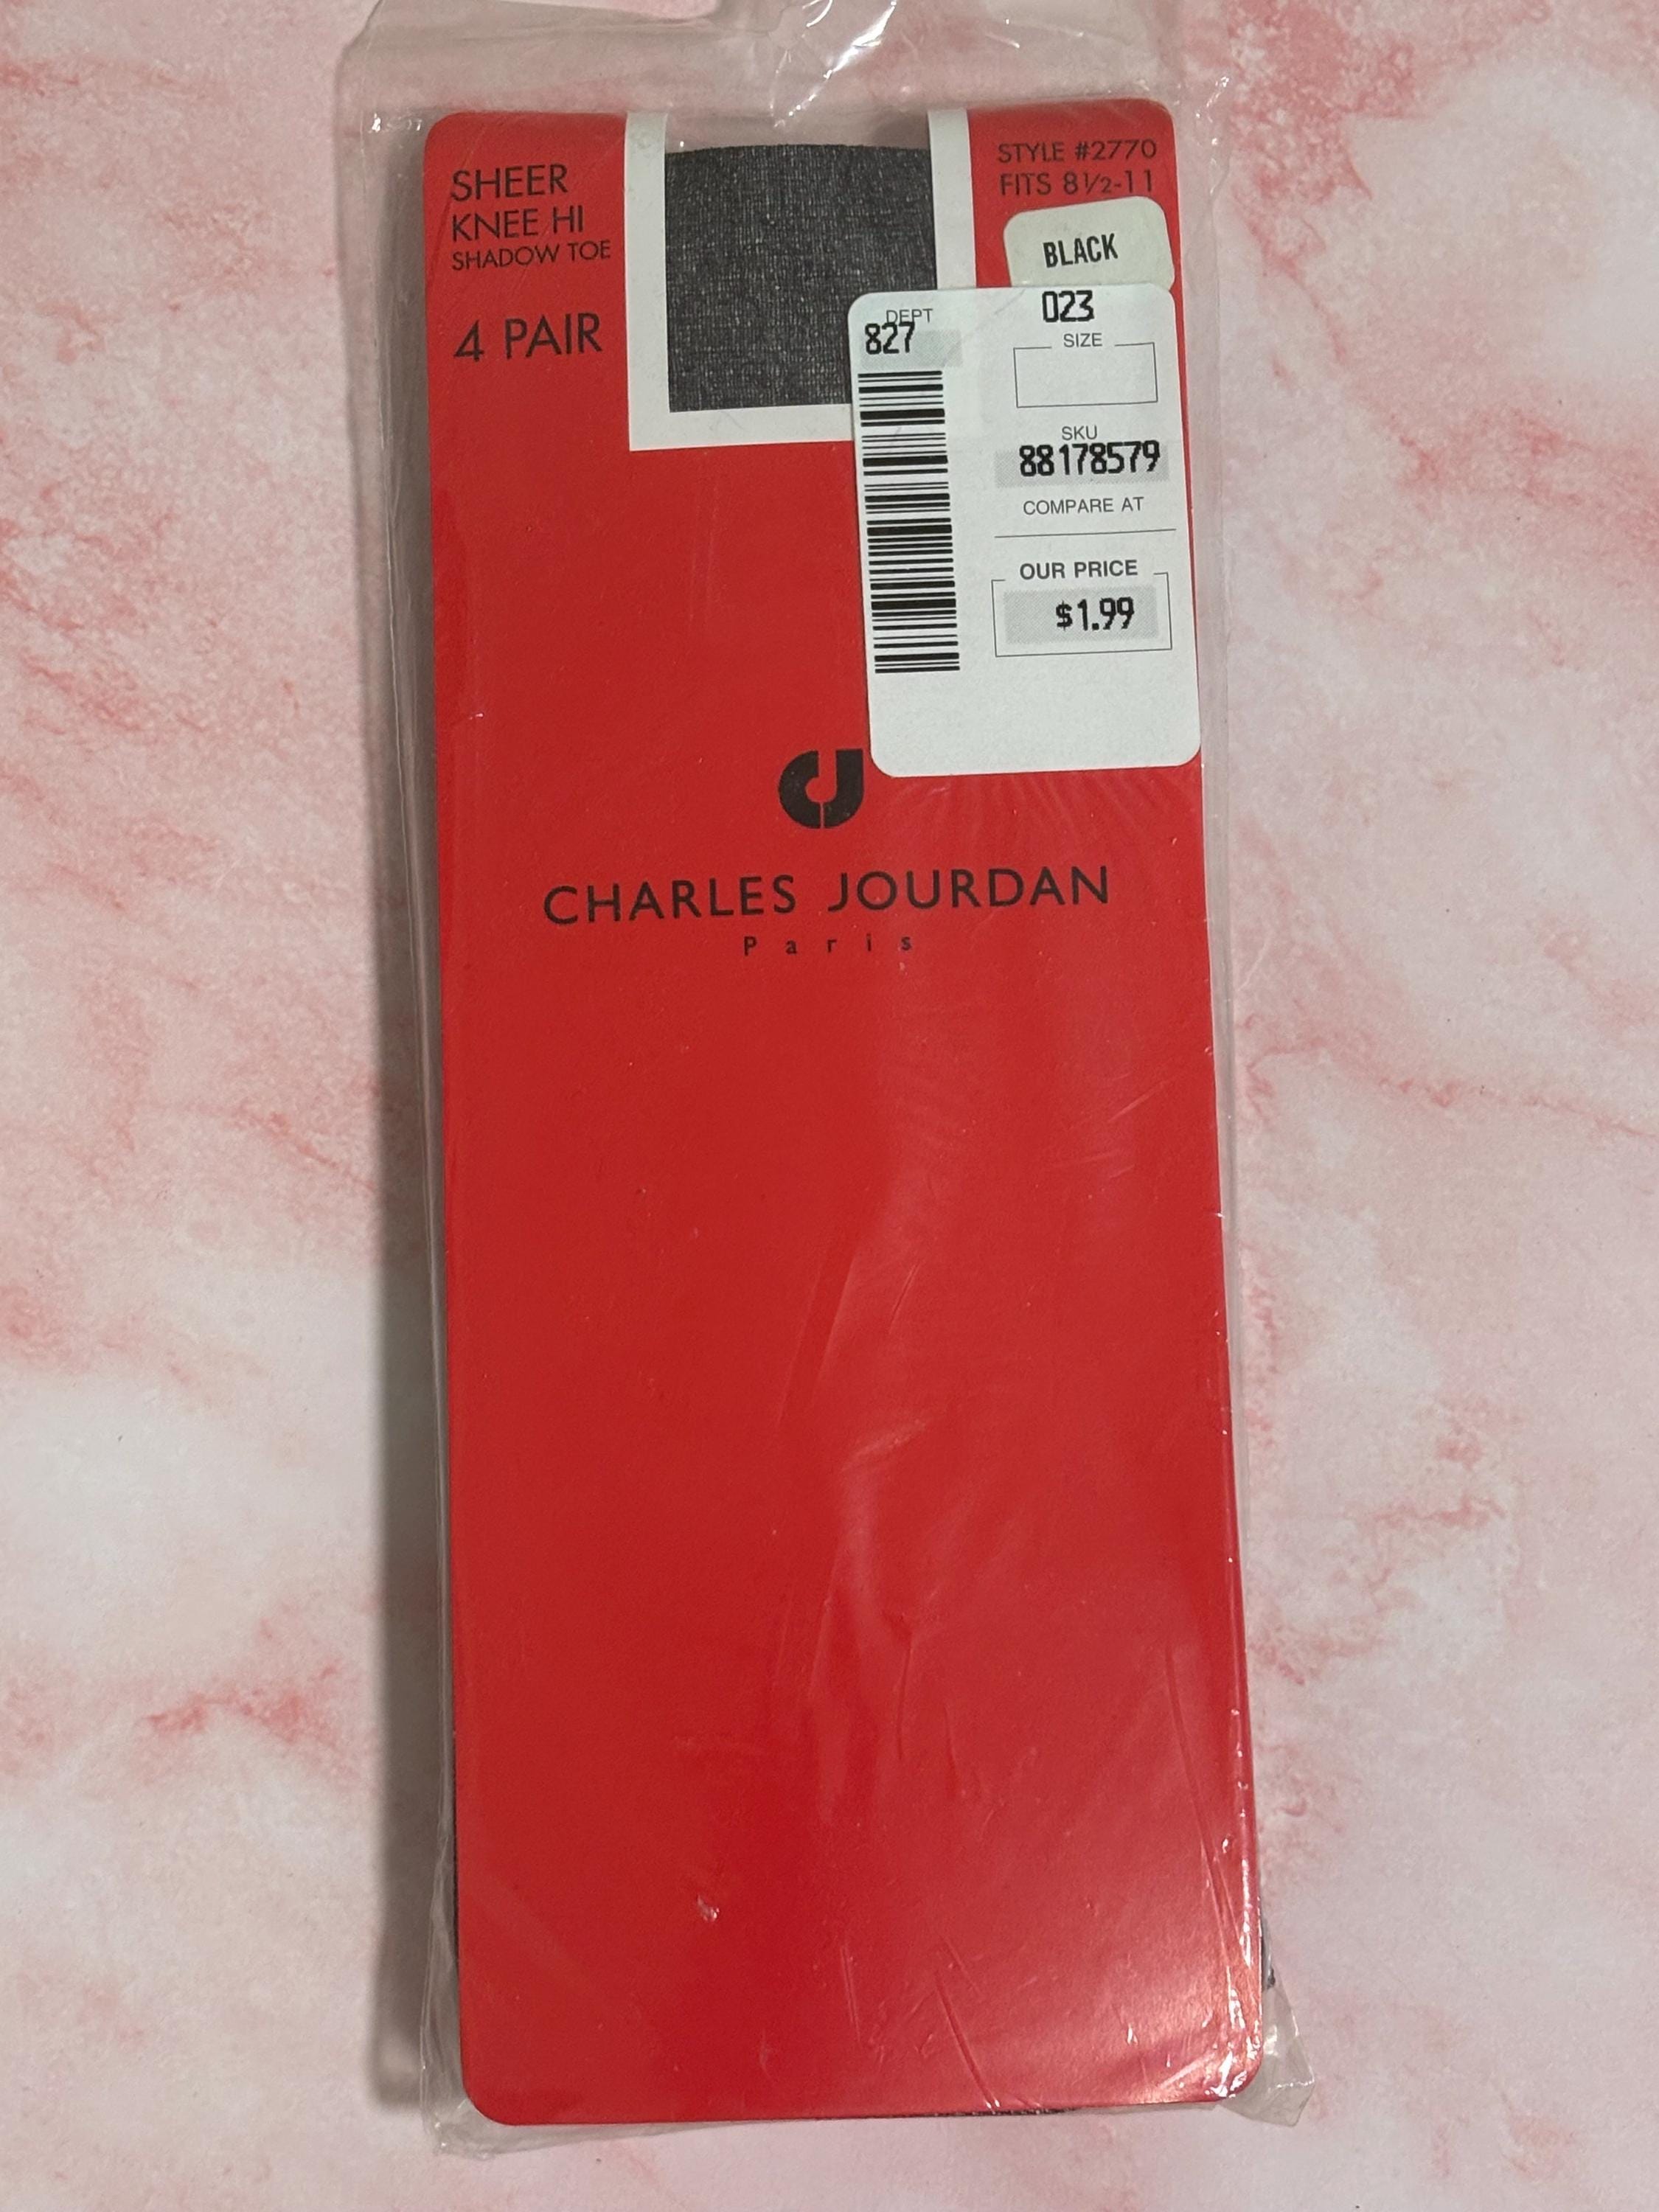 SHEER
KNEE HI
SHADOW TOE
4 PAIR
STYLE #2770
FITS 8½-11
BLACK
DEPT
827
023
SIZE
SKU
88178579
COMPARE AT
OUR PRICE
$1.99
CJ
CHARLES JOURDAN
Paris